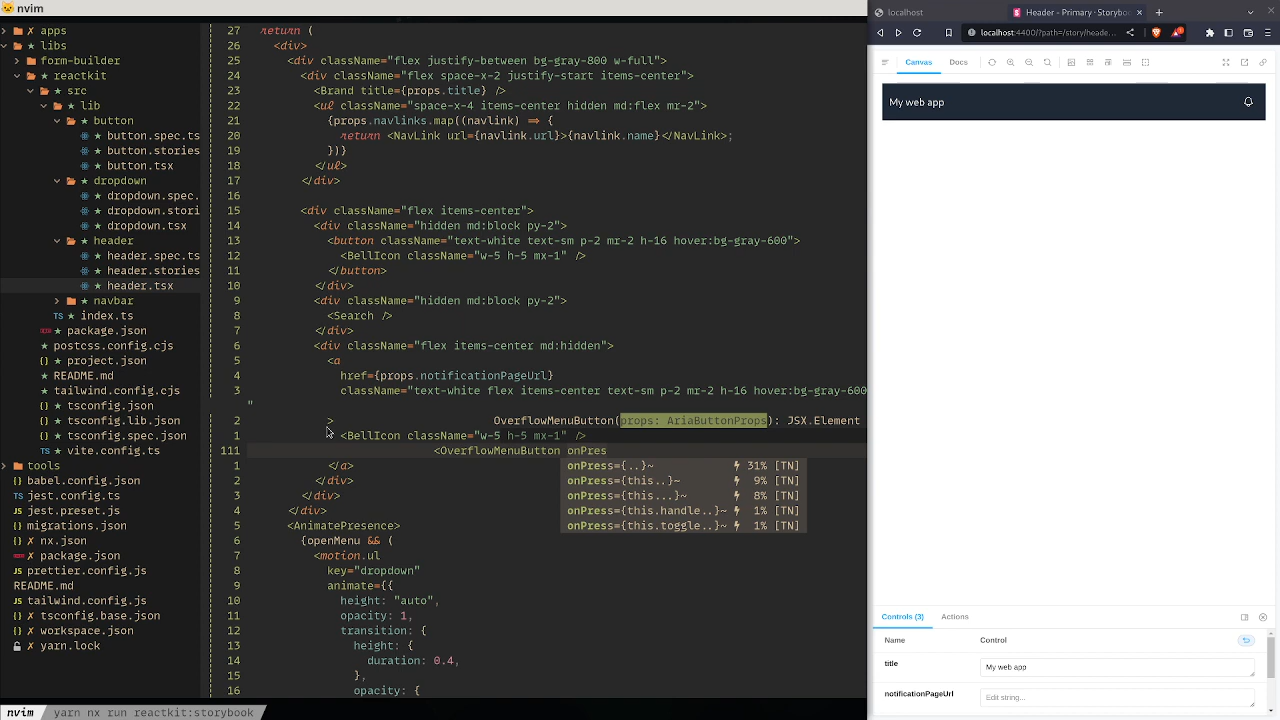 nvim
apps
libs
form-builder
reactkit
src
lib
button
button.spec.ts
button.stories
button.tsx
dropdown
dropdown.spec.
dropdown.stori
dropdown.tsx
header
header.spec.ts
header.stories
header.tsx
navbar
index.ts
package.json
postcss.config.cjs
project.json
README.md
tailwind.config.cjs
tsconfig.json
tsconfig.spec.json
vite.config.ts
tools
babel.config.json
TS jest.config.ts
jest.preset.js
migrations.json
nx.json
package.json
prettier.config.js
README.md
tailwind.config.js
tsconfig.base.json
workspace.json
yarn.lock
27 return (
26 <div>
25 <div className="flex justify-between bg-gray-800 w-full">
24 <div className="flex space-x-2 justify-start items-center">
23 <Brand title={props.title} />
22 <ul className="space-x-4 items-center hidden md:flex mr-2">
21 {props.navlinks.map((navlink) => {
20 return <NavLink url={navlink.url}>{navlink.name}</NavLink>;
19 })}
18 </ul>
17 </div>
16
15 <div className="flex items-center">
14 <div className="hidden md:block py-2">
13 <button className="text-white text-sm p-2 mr-2 h-16 hover:bg-gray-600">
12 <BellIcon className="w-5 h-5 mx-1" />
11 </button>
10 </div>
9 <div className="hidden md:block py-2">
8 <Search />
7 </div>
6 <div className="flex items-center md:hidden">
5 <a
4 href={props.notificationPageUrl}
3 className="text-white flex items-center text-sm p-2 mr-2 h-16 hover:bg-gray-600
"
2 > OverflowMenuButton(props: AriaButtonProps): JSX.Element
1 <BellIcon className="w-5 h-5 mx-1" />
111 <OverflowMenuButton onPres
1 </a>
2 </div>
3 </div>
4 </div>
5 <AnimatePresence>
6 {openMenu && (
7 <motion.ul
8 key="dropdown"
9 animate={{
10 height: "auto",
11 opacity: 1,
12 transition: {
13 height: {
14 duration: 0.4,
15 },
16 opacity: {
onPress={..}~ 31% [TN]
onPress={this..}~ 9% [TN]
onPress={this...}~ 8% [TN]
onPress={this.handle..}~ 1% [TN]
onPress={this.toggle..}~ 1% [TN]
nvim yarn nx run reactkit:storybook
localhost
Header - Primary · Storybook
localhost:4400/?path=/story/heade...
Canvas
Docs
My web app
Controls (3)
Actions
Name Control
title My web app
notificationPageUrl Edit string...